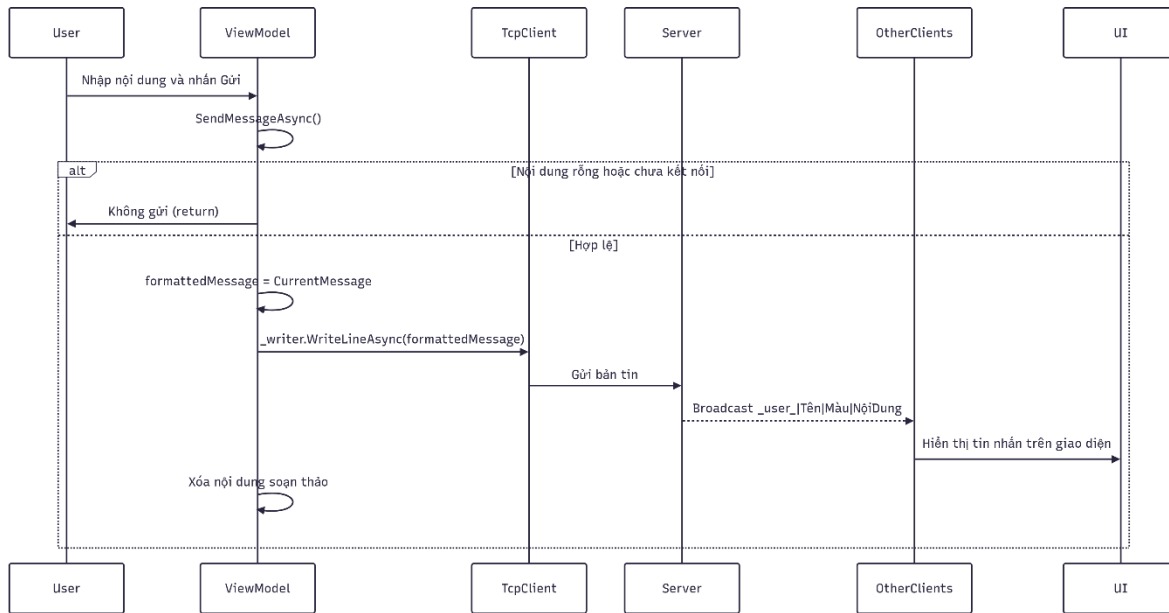 User ViewModel TcpClient Server OtherClients UI
Nhập nội dung và nhấn Gửi
SendMessageAsync()
alt [Nội dung rỗng hoặc chưa kết nối]
Không gửi (return)
[Hợp lệ]
formattedMessage = CurrentMessage
_writer.WriteLineAsync(formattedMessage)
Gửi bản tin
Broadcast _user_|Tên|Màu|NộiDung
Hiển thị tin nhắn trên giao diện
Xóa nội dung soạn thảo
User ViewModel TcpClient Server OtherClients UI